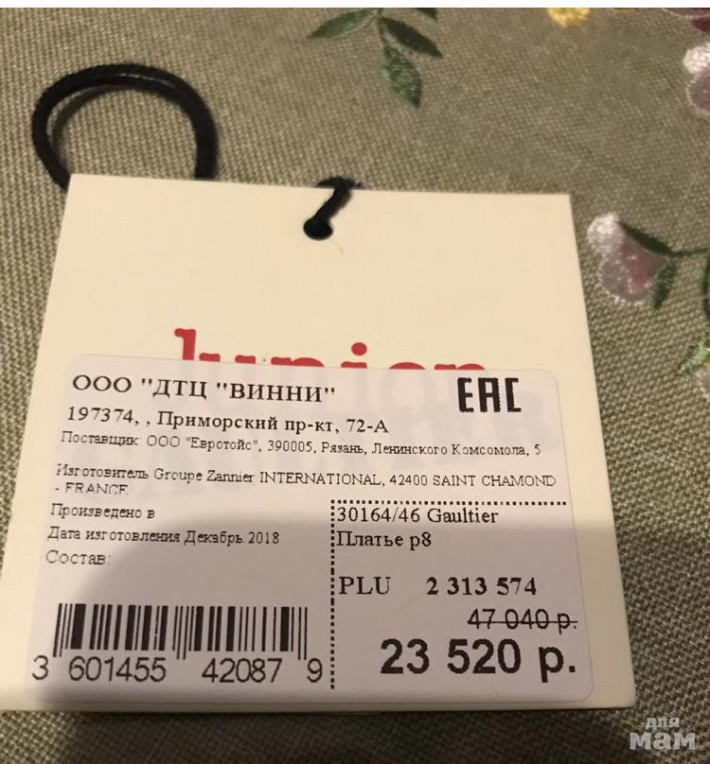 ООО "ДТЦ "ВИННИ"
EAC
197374, , Приморский пр-кт, 72-А
Поставщик: ООО "Евротойс", 390005, Рязань, Ленинского Комсомола, 5
Изготовитель Groupe Zannier INTERNATIONAL, 42400 SAINT CHAMOND
- FRANCE
Произведено в
Дата изготовления Декабрь.2018
Состав:
30164/46 Gaultier
Платье р8
PLU 2 313 574
47 040 р.
23 520 р.
3 601455 42087 9
для
мам